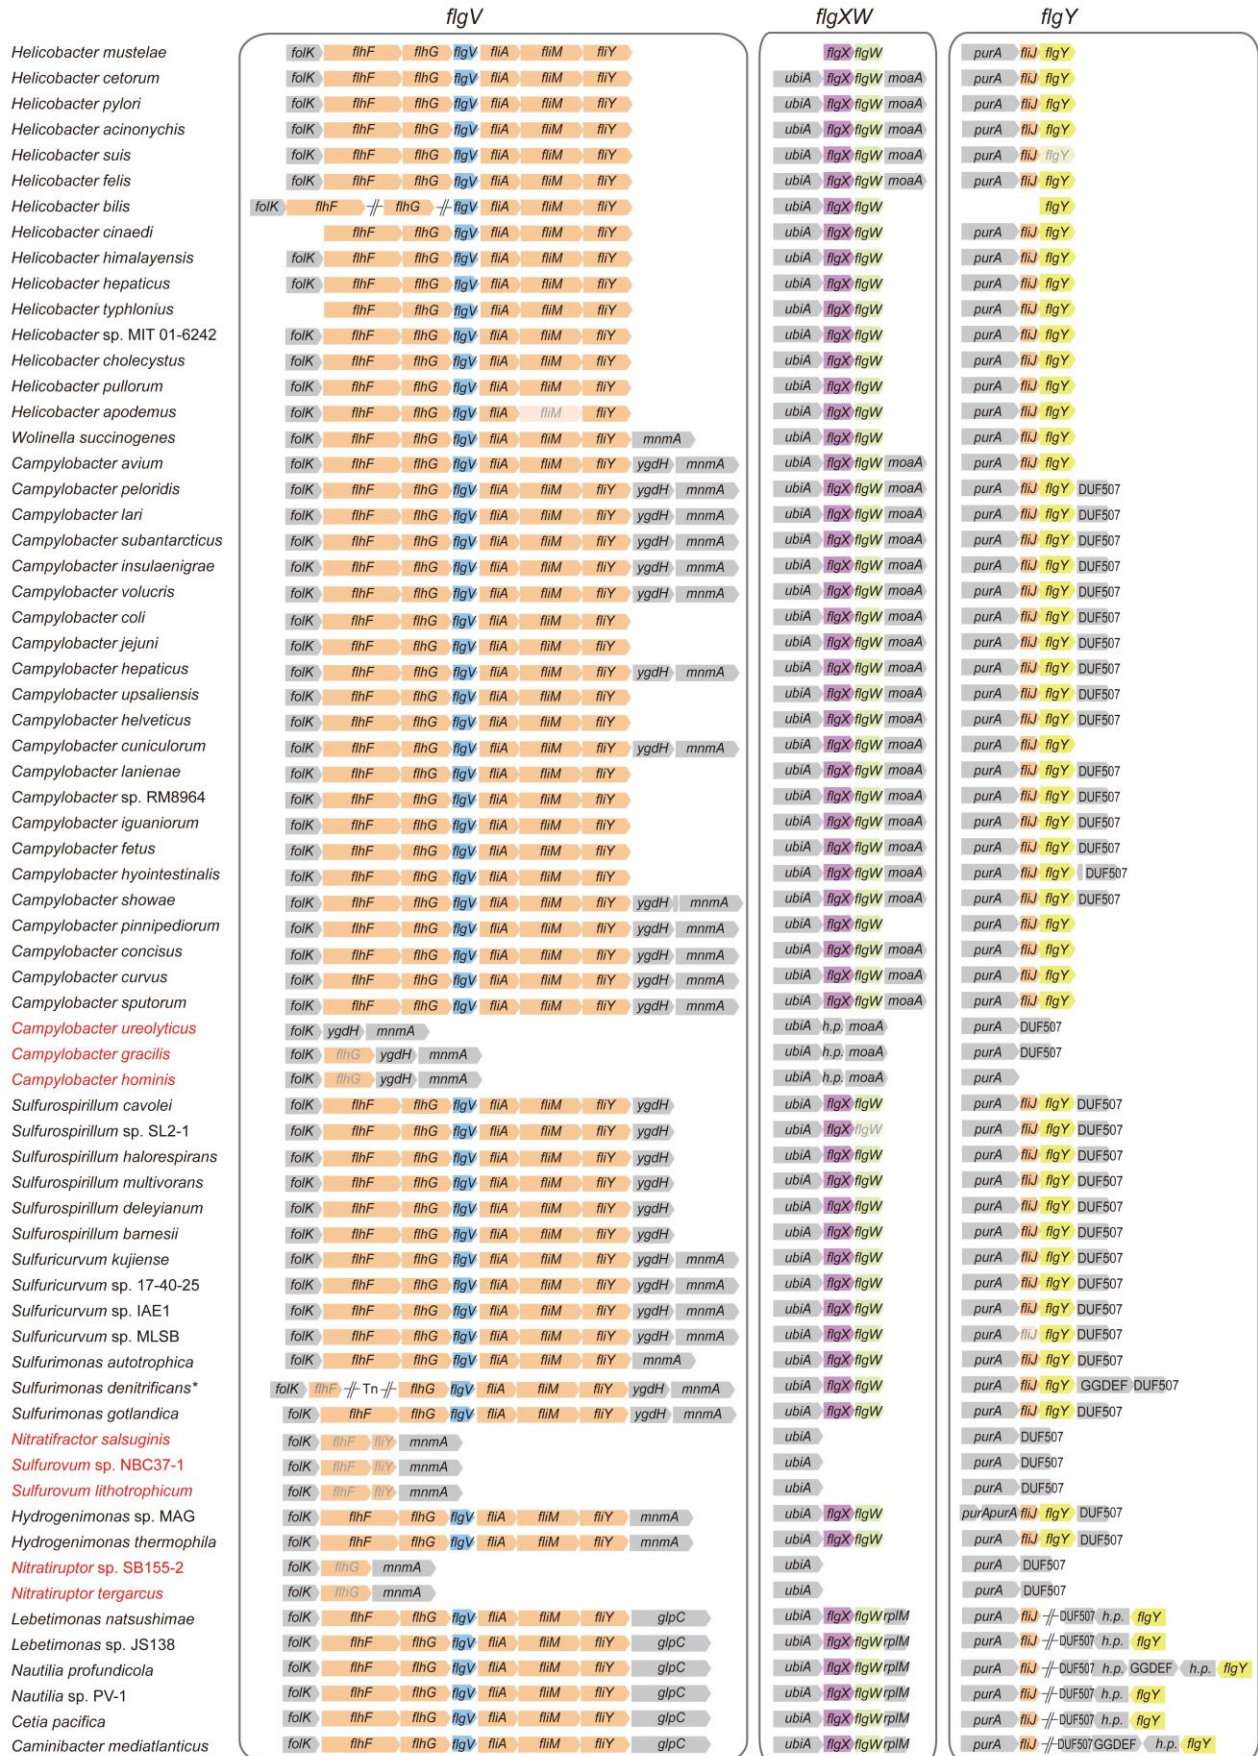 flgV flgXW flgY
Helicobacter mustelae folK flhF flhG flgV fliA fliM fliY flgX flgW purA fliJ flgY
Helicobacter cetorum folK flhF flhG flgV fliA fliM fliY ubiA flgX flgW moaA purA fliJ flgY
Helicobacter pylori folK flhF flhG flgV fliA fliM fliY ubiA flgX flgW moaA purA fliJ flgY
Helicobacter acinonychis folK flhF flhG flgV fliA fliM fliY ubiA flgX flgW moaA purA fliJ flgY
Helicobacter suis folK flhF flhG flgV fliA fliM fliY ubiA flgX flgW moaA purA fliJ flgY
Helicobacter felis folK flhF flhG flgV fliA fliM fliY ubiA flgX flgW moaA purA fliJ flgY
Helicobacter bilis folK flhF flhG flgV fliA fliM fliY ubiA flgX flgW flgY
Helicobacter cinaedi flhF flhG flgV fliA fliM fliY ubiA flgX flgW purA fliJ flgY
Helicobacter himalayensis folK flhF flhG flgV fliA fliM fliY ubiA flgX flgW purA fliJ flgY
Helicobacter hepaticus folK flhF flhG flgV fliA fliM fliY ubiA flgX flgW purA fliJ flgY
Helicobacter typhlonius flhF flhG flgV fliA fliM fliY ubiA flgX flgW purA fliJ flgY
Helicobacter sp. MIT 01-6242 folK flhF flhG flgV fliA fliM fliY ubiA flgX flgW purA fliJ flgY
Helicobacter cholecystus folK flhF flhG flgV fliA fliM fliY ubiA flgX flgW purA fliJ flgY
Helicobacter pullorum folK flhF flhG flgV fliA fliM fliY ubiA flgX flgW purA fliJ flgY
Helicobacter apodemus folK flhF flhG flgV fliA fliM fliY ubiA flgX flgW purA fliJ flgY
Wolinella succinogenes folK flhF flhG flgV fliA fliM fliY mnmA ubiA flgX flgW purA fliJ flgY
Campylobacter avium folK flhF flhG flgV fliA fliM fliY ygdH mnmA ubiA flgX flgW moaA purA fliJ flgY
Campylobacter peloridis folK flhF flhG flgV fliA fliM fliY ygdH mnmA ubiA flgX flgW moaA purA fliJ flgY DUF507
Campylobacter lari folK flhF flhG flgV fliA fliM fliY ygdH mnmA ubiA flgX flgW moaA purA fliJ flgY DUF507
Campylobacter subantarcticus folK flhF flhG flgV fliA fliM fliY ygdH mnmA ubiA flgX flgW moaA purA fliJ flgY DUF507
Campylobacter insulaenigrae folK flhF flhG flgV fliA fliM fliY ygdH mnmA ubiA flgX flgW moaA purA fliJ flgY DUF507
Campylobacter volucris folK flhF flhG flgV fliA fliM fliY ygdH mnmA ubiA flgX flgW moaA purA fliJ flgY DUF507
Campylobacter coli folK flhF flhG flgV fliA fliM fliY ubiA flgX flgW moaA purA fliJ flgY DUF507
Campylobacter jejuni folK flhF flhG flgV fliA fliM fliY ubiA flgX flgW moaA purA fliJ flgY DUF507
Campylobacter hepaticus folK flhF flhG flgV fliA fliM fliY ygdH mnmA ubiA flgX flgW moaA purA fliJ flgY DUF507
Campylobacter upsaliensis folK flhF flhG flgV fliA fliM fliY ubiA flgX flgW moaA purA fliJ flgY DUF507
Campylobacter helveticus folK flhF flhG flgV fliA fliM fliY ubiA flgX flgW moaA purA fliJ flgY DUF507
Campylobacter cuniculorum folK flhF flhG flgV fliA fliM fliY ygdH mnmA ubiA flgX flgW moaA purA fliJ flgY
Campylobacter lanienae folK flhF flhG flgV fliA fliM fliY ubiA flgX flgW moaA purA fliJ flgY DUF507
Campylobacter sp. RM8964 folK flhF flhG flgV fliA fliM fliY ubiA flgX flgW moaA purA fliJ flgY DUF507
Campylobacter iguaniorum folK flhF flhG flgV fliA fliM fliY ubiA flgX flgW moaA purA fliJ flgY DUF507
Campylobacter fetus folK flhF flhG flgV fliA fliM fliY ubiA flgX flgW moaA purA fliJ flgY DUF507
Campylobacter hyointestinalis folK flhF flhG flgV fliA fliM fliY ubiA flgX flgW moaA purA fliJ flgY DUF507
Campylobacter showae folK flhF flhG flgV fliA fliM fliY ygdH mnmA ubiA flgX flgW moaA purA fliJ flgY DUF507
Campylobacter pinnipediorum folK flhF flhG flgV fliA fliM fliY ygdH mnmA ubiA flgX flgW purA fliJ flgY
Campylobacter concisus folK flhF flhG flgV fliA fliM fliY ygdH mnmA ubiA flgX flgW moaA purA fliJ flgY
Campylobacter curvus folK flhF flhG flgV fliA fliM fliY ygdH mnmA ubiA flgX flgW moaA purA fliJ flgY
Campylobacter sputorum folK flhF flhG flgV fliA fliM fliY ygdH mnmA ubiA flgX flgW moaA purA fliJ flgY
Campylobacter ureolyticus folK ygdH mnmA ubiA h.p. moaA purA DUF507
Campylobacter gracilis folK flhG ygdH mnmA ubiA h.p. moaA purA DUF507
Campylobacter hominis folK flhG ygdH mnmA ubiA h.p. moaA purA
Sulfurospirillum cavolei folK flhF flhG flgV fliA fliM fliY ygdH ubiA flgX flgW purA fliJ flgY DUF507
Sulfurospirillum sp. SL2-1 folK flhF flhG flgV fliA fliM fliY ygdH ubiA flgX flgW purA fliJ flgY DUF507
Sulfurospirillum halorespirans folK flhF flhG flgV fliA fliM fliY ygdH ubiA flgX flgW purA fliJ flgY DUF507
Sulfurospirillum multivorans folK flhF flhG flgV fliA fliM fliY ygdH ubiA flgX flgW purA fliJ flgY DUF507
Sulfurospirillum deleyianum folK flhF flhG flgV fliA fliM fliY ygdH ubiA flgX flgW purA fliJ flgY DUF507
Sulfurospirillum barnesii folK flhF flhG flgV fliA fliM fliY ygdH ubiA flgX flgW purA fliJ flgY DUF507
Sulfuricurvum kujiense folK flhF flhG flgV fliA fliM fliY ygdH mnmA ubiA flgX flgW purA fliJ flgY DUF507
Sulfuricurvum sp. 17-40-25 folK flhF flhG flgV fliA fliM fliY ygdH mnmA ubiA flgX flgW purA fliJ flgY DUF507
Sulfuricurvum sp. IAE1 folK flhF flhG flgV fliA fliM fliY ygdH mnmA ubiA flgX flgW purA fliJ flgY DUF507
Sulfuricurvum sp. MLSB folK flhF flhG flgV fliA fliM fliY ygdH mnmA ubiA flgX flgW purA fliJ flgY DUF507
Sulfurimonas autotrophica folK flhF flhG flgV fliA fliM fliY mnmA ubiA flgX flgW purA fliJ flgY DUF507
Sulfurimonas denitrificans* folK flhF Tn flhG flgV fliA fliM fliY ygdH mnmA ubiA flgX flgW purA fliJ flgY GGDEF DUF507
Sulfurimonas gotlandica folK flhF flhG flgV fliA fliM fliY ygdH mnmA ubiA flgX flgW purA fliJ flgY DUF507
Nitratifractor salsuginis folK flhF fliY mnmA ubiA purA DUF507
Sulfurovum sp. NBC37-1 folK flhF fliY mnmA ubiA purA DUF507
Sulfurovum lithotrophicum folK flhF fliY mnmA ubiA purA DUF507
Hydrogenimonas sp. MAG folK flhF flhG flgV fliA fliM fliY mnmA ubiA flgX flgW purA purA fliJ flgY DUF507
Hydrogenimonas thermophila folK flhF flhG flgV fliA fliM fliY mnmA ubiA flgX flgW purA fliJ flgY DUF507
Nitratiruptor sp. SB155-2 folK flhG mnmA ubiA purA DUF507
Nitratiruptor tergarcus folK flhG mnmA ubiA purA DUF507
Lebetimonas natsushimae folK flhF flhG flgV fliA fliM fliY glpC ubiA flgX flgW rplM purA fliJ DUF507 h.p. flgY
Lebetimonas sp. JS138 folK flhF flhG flgV fliA fliM fliY glpC ubiA flgX flgW rplM purA fliJ DUF507 h.p. flgY
Nautilia profundicola folK flhF flhG flgV fliA fliM fliY glpC ubiA flgX flgW rplM purA fliJ DUF507 h.p. GGDEF h.p. flgY
Nautilia sp. PV-1 folK flhF flhG flgV fliA fliM fliY glpC ubiA flgX flgW rplM purA fliJ DUF507 h.p. flgY
Cetia pacifica folK flhF flhG flgV fliA fliM fliY glpC ubiA flgX flgW rplM purA fliJ DUF507 h.p. flgY
Caminibacter mediatlanticus folK flhF flhG flgV fliA fliM fliY glpC ubiA flgX flgW rplM purA fliJ DUF507 GGDEF h.p. flgY